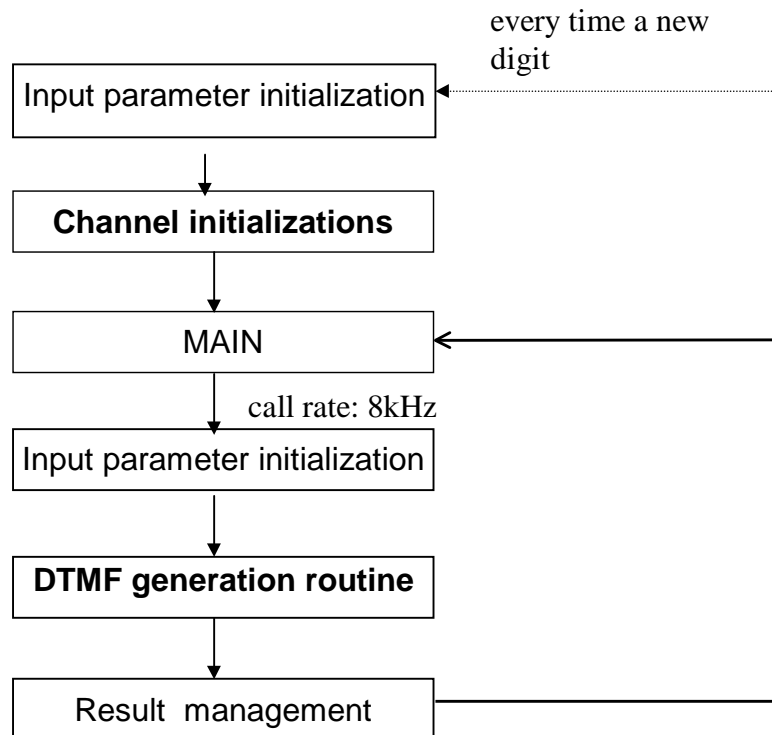 every time a new
digit
Input parameter initialization
Channel initializations
MAIN
call rate: 8kHz
Input parameter initialization
DTMF generation routine
Result management